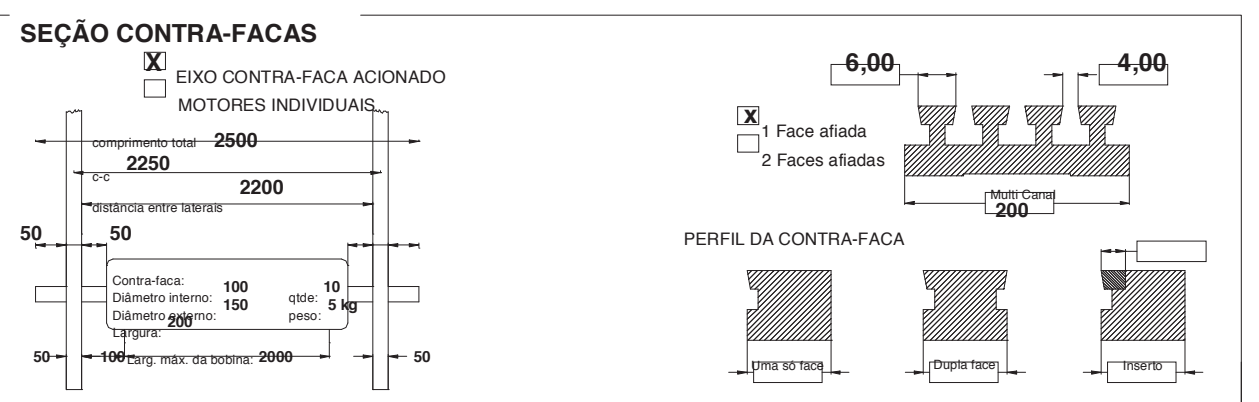 SEÇÃO CONTRA-FACAS
X EIXO CONTRA-FACA ACIONADO
MOTORES INDIVIDUAIS
comprimento total 2500
2250
c-c
2200
distância entre laterais
50 50
Contra-faca: 100 10
Diâmetro interno: 150 qtde: 5 kg
Diâmetro externo: 200 peso:
Largura:
50 100 Larg. máx. da bobina: 2000 50
6,00 4,00
X 1 Face afiada
2 Faces afiadas
Multi Canal
200
PERFIL DA CONTRA-FACA
Uma só face Dupla face Inserto